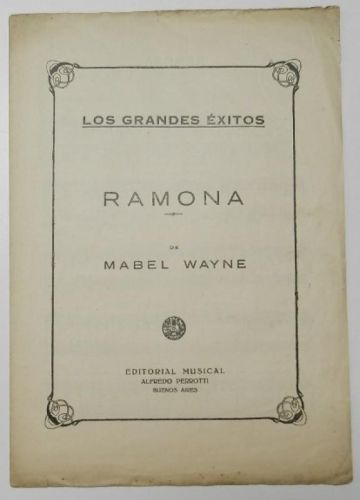 LOS GRANDES ÉXITOS
RAMONA
DE
MABEL WAYNE
EDITORIAL MUSICAL
ALFREDO PERROTTI
BUENOS AIRES